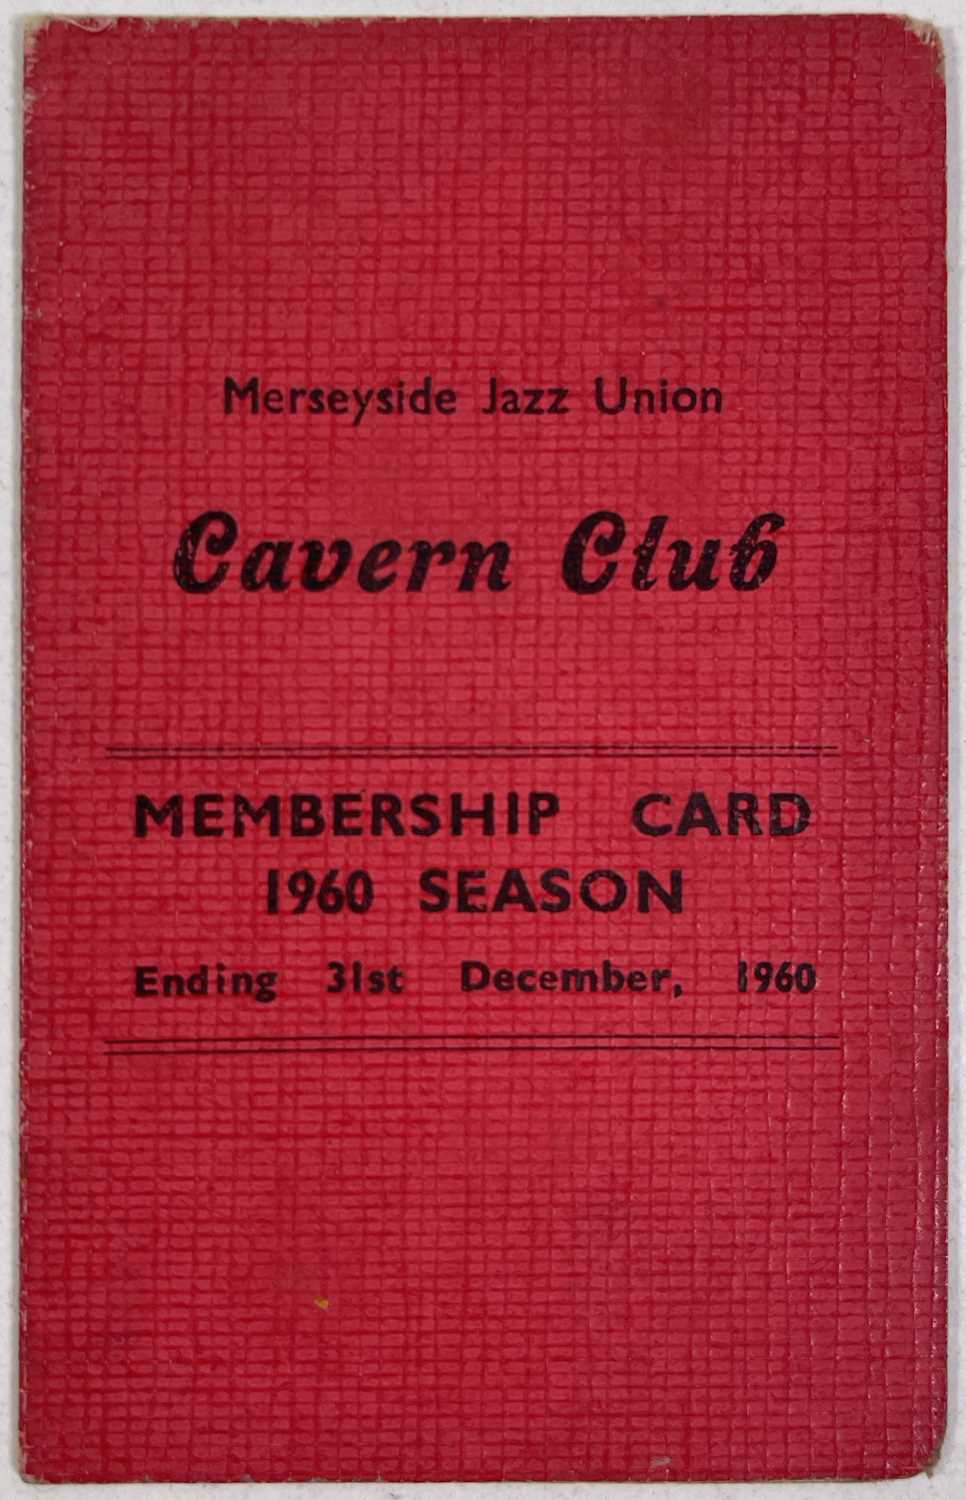 Merseyside Jazz Union
Cavern Club
MEMBERSHIP CARD
1960 SEASON
Ending 31st December, 1960